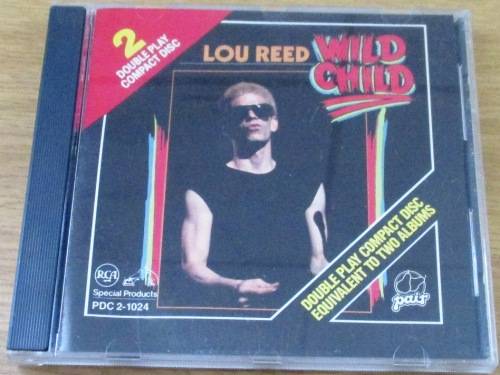 2
DOUBLE PLAY
COMPACT DISC
LOU REED
WILD
CHILD
DOUBLE PLAY COMPACT DISC
EQUIVALENT TO TWO ALBUMS
RCA
Special Products
PDC 2-1024
pair